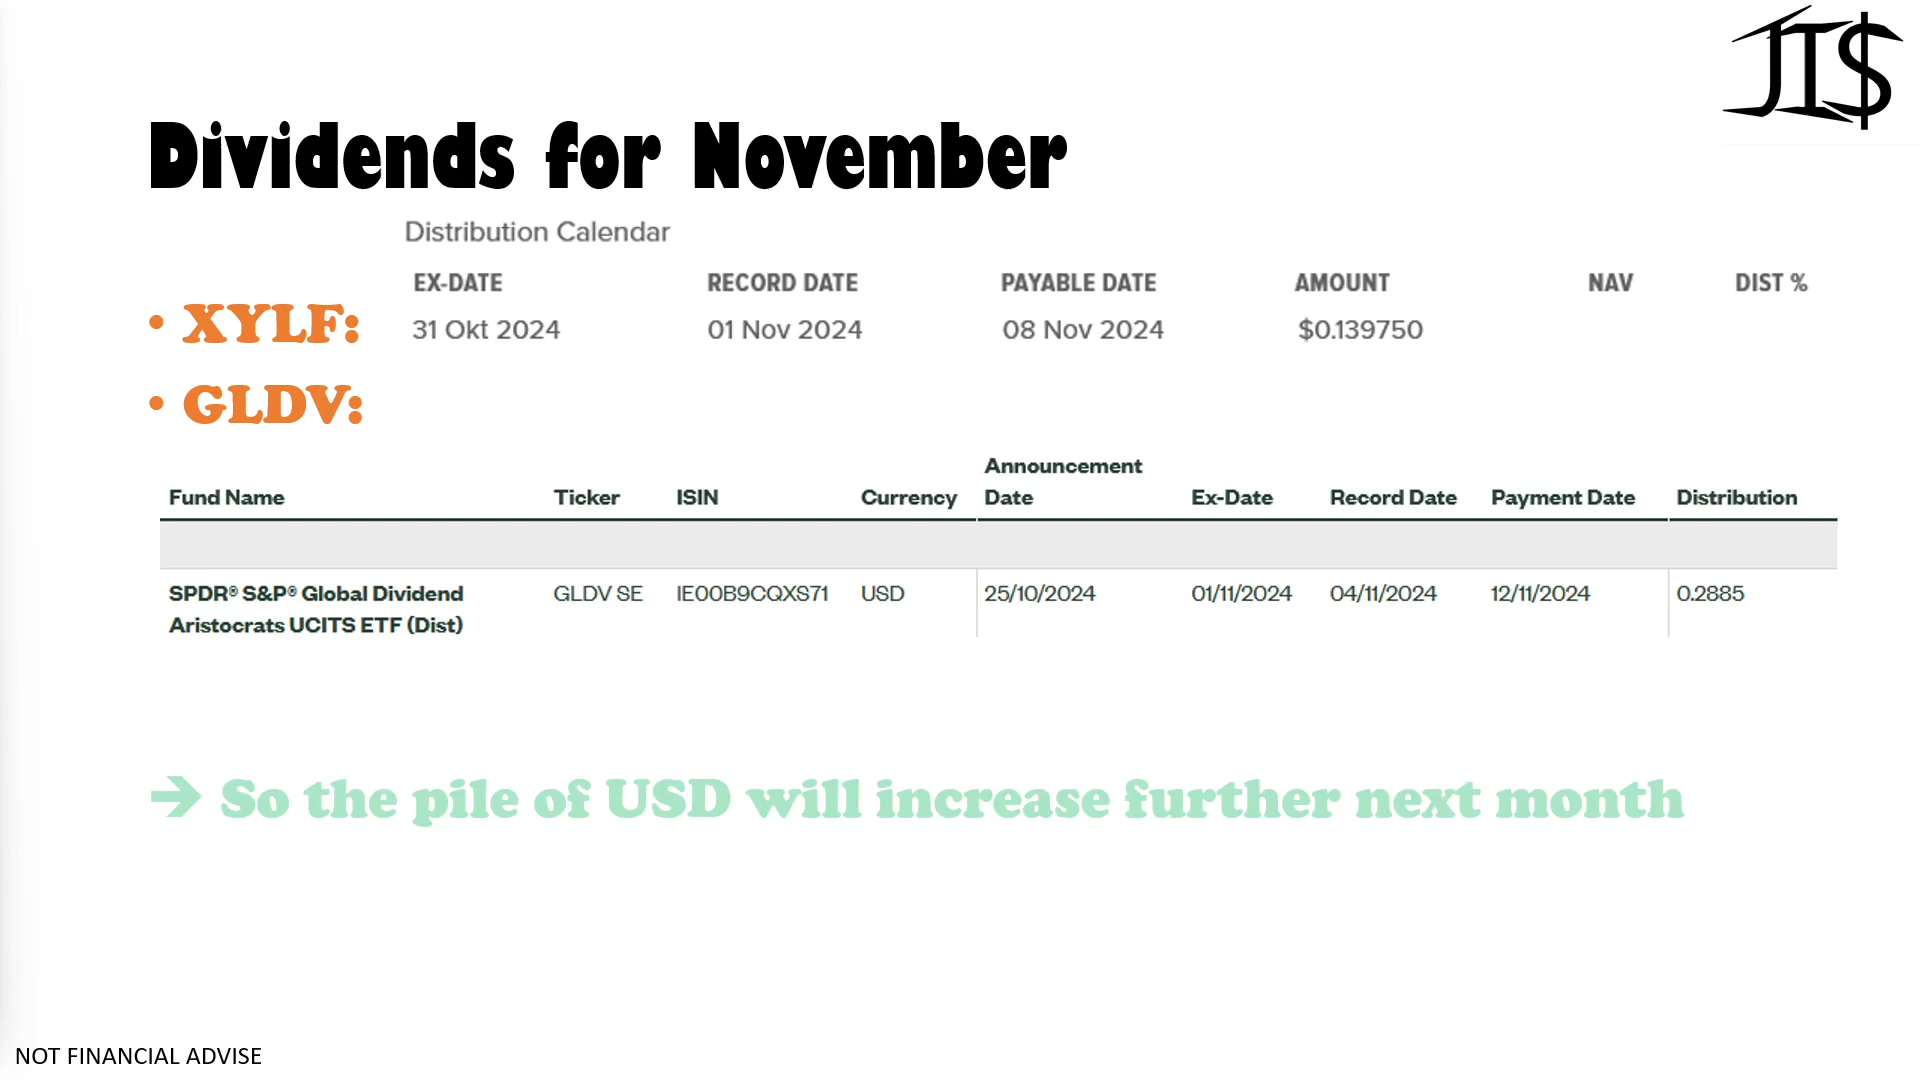 JI$
Dividends for November
Distribution Calendar
EX-DATE RECORD DATE PAYABLE DATE AMOUNT NAV DIST %
• XYLF: 31 Okt 2024 01 Nov 2024 08 Nov 2024 $0.139750
• GLDV:
Announcement
Fund Name Ticker ISIN Currency Date Ex-Date Record Date Payment Date Distribution
SPDR® S&P® Global Dividend GLDV SE IE00B9CQXS71 USD 25/10/2024 01/11/2024 04/11/2024 12/11/2024 0.2885
Aristocrats UCITS ETF (Dist)
→ So the pile of USD will increase further next month
NOT FINANCIAL ADVISE